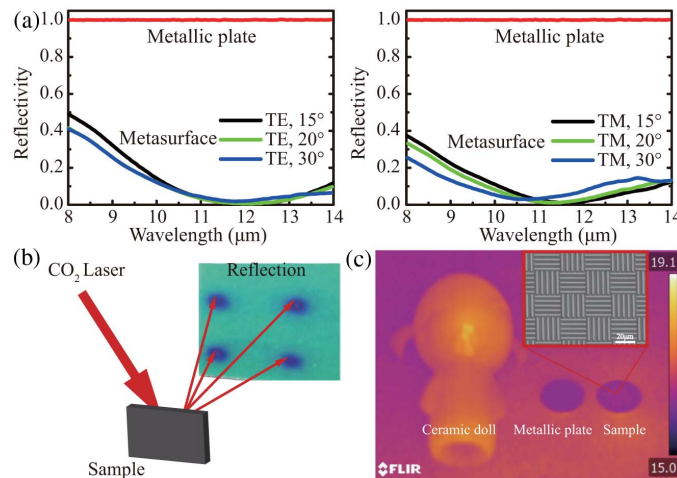 (a)
1.0
0.8
0.6
0.4
0.2
0.0
Reflectivity
Metallic plate
Metasurface
TE, 15°
TE, 20°
TE, 30°
8 9 10 11 12 13 14
Wavelength (μm)
1.0
0.8
0.6
0.4
0.2
0.0
Reflectivity
Metallic plate
Metasurface
TM, 15°
TM, 20°
TM, 30°
8 9 10 11 12 13 14
Wavelength (μm)
(b)
CO2 Laser
Reflection
Sample
(c)
19.1
20μm
Ceramic doll
Metallic plate
Sample
FLIR
15.0